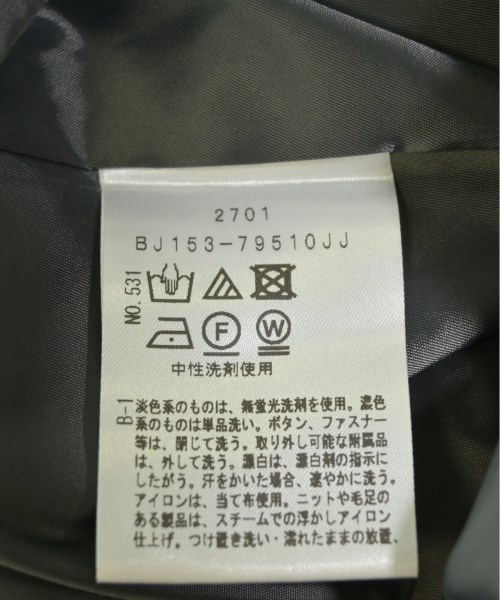 2701
BJ153-79510JJ
NO.531
F W
中性洗剤使用
B-1
淡色系のものは、無蛍光洗剤を使用。濃色
系のものは単品洗い。ボタン、ファスナー
等は、閉じて洗う。取り外し可能な附属品
は、外して洗う。漂白は、漂白剤の指示に
したがう。汗をかいた場合、速やかに洗う。
アイロンは、当て布使用。ニットや毛足の
ある製品は、スチームでの浮かしアイロン
仕上げ。つけ置き洗い・濡れたままの放置、